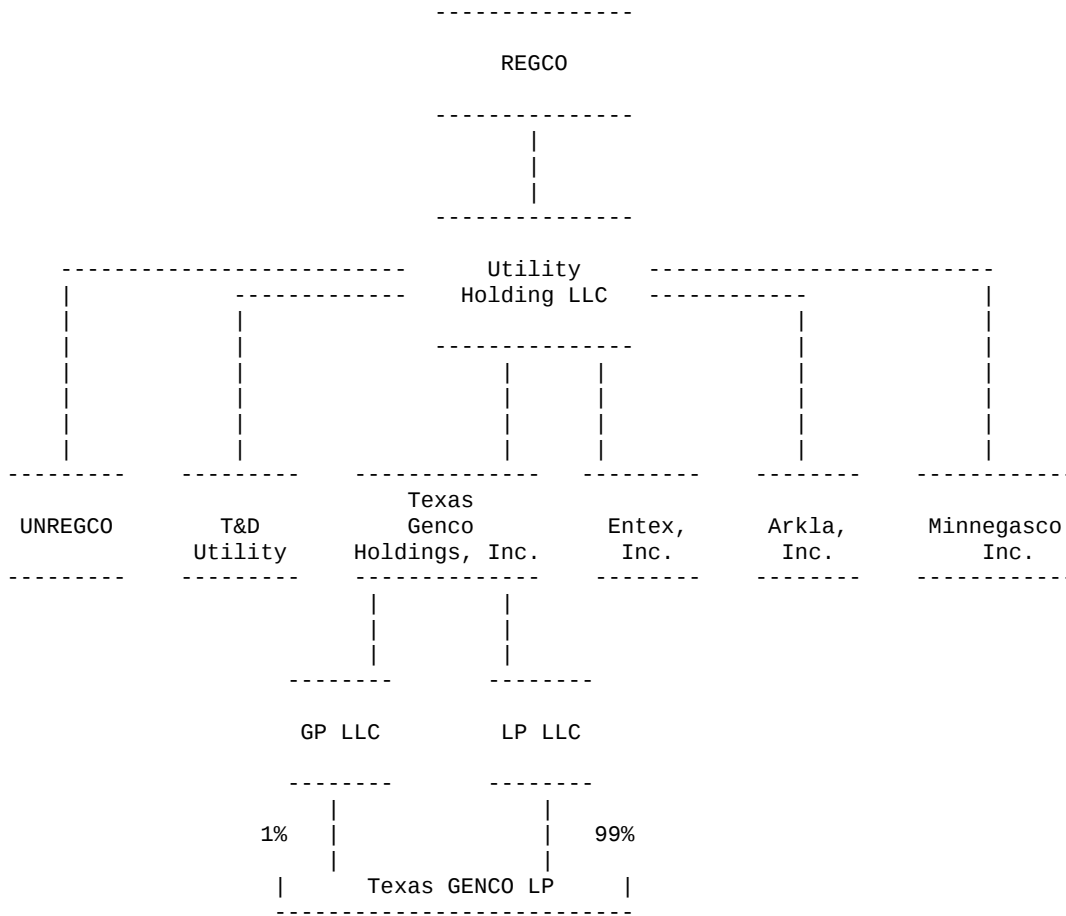 REGCO
Utility
Holding LLC
Texas
UNREGCO T&D Genco Entex, Arkla, Minnegasco
Utility Holdings, Inc. Inc. Inc. Inc.
GP LLC LP LLC
1% 99%
Texas GENCO LP